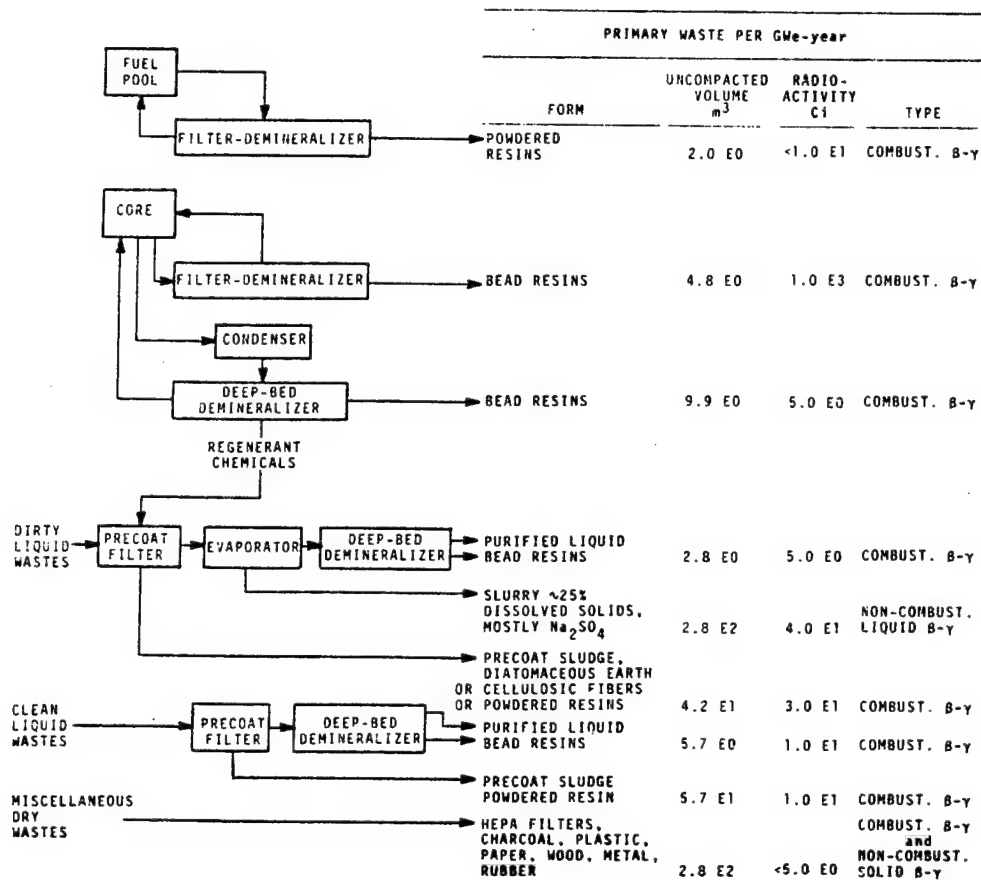 PRIMARY WASTE PER GWe-year
FORM UNCOMPACTED VOLUME m³ RADIO-ACTIVITY Ci TYPE
FUEL
POOL
FILTER-DEMINERALIZER
POWDERED
RESINS 2.0 E0 <1.0 E1 COMBUST. β-γ
CORE
FILTER-DEMINERALIZER
BEAD RESINS 4.8 E0 1.0 E3 COMBUST. β-γ
CONDENSER
DEEP-BED
DEMINERALIZER
BEAD RESINS 9.9 E0 5.0 E0 COMBUST. β-γ
REGENERANT
CHEMICALS
DIRTY
LIQUID
WASTES
PRECOAT
FILTER
EVAPORATOR
DEEP-BED
DEMINERALIZER
PURIFIED LIQUID
BEAD RESINS 2.8 E0 5.0 E0 COMBUST. β-γ
SLURRY ~25%
DISSOLVED SOLIDS,
MOSTLY Na₂SO₄ 2.8 E2 4.0 E1 NON-COMBUST. LIQUID β-γ
PRECOAT SLUDGE,
DIATOMACEOUS EARTH
OR CELLULOSIC FIBERS
OR POWDERED RESINS 4.2 E1 3.0 E1 COMBUST. β-γ
CLEAN
LIQUID
WASTES
PRECOAT
FILTER
DEEP-BED
DEMINERALIZER
PURIFIED LIQUID
BEAD RESINS 5.7 E0 1.0 E1 COMBUST. β-γ
PRECOAT SLUDGE
POWDERED RESIN 5.7 E1 1.0 E1 COMBUST. β-γ
MISCELLANEOUS
DRY
WASTES
HEPA FILTERS,
CHARCOAL, PLASTIC,
PAPER, WOOD, METAL,
RUBBER 2.8 E2 <5.0 E0 COMBUST. β-γ and NON-COMBUST. SOLID β-γ